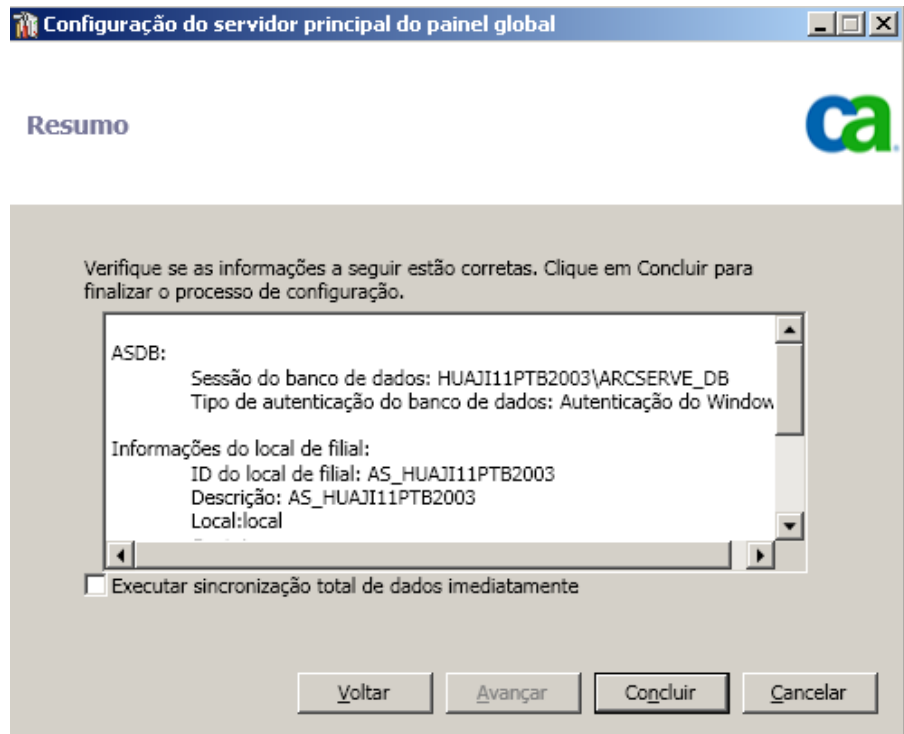 Configuração do servidor principal do painel global
Resumo
ca
Verifique se as informações a seguir estão corretas. Clique em Concluir para
finalizar o processo de configuração.
ASDB:
Sessão do banco de dados: HUAJI11PTB2003\ARCSERVE_DB
Tipo de autenticação do banco de dados: Autenticação do Window
Informações do local de filial:
ID do local de filial: AS_HUAJI11PTB2003
Descrição: AS_HUAJI11PTB2003
Local:local
Executar sincronização total de dados imediatamente
Voltar
Avançar
Concluir
Cancelar